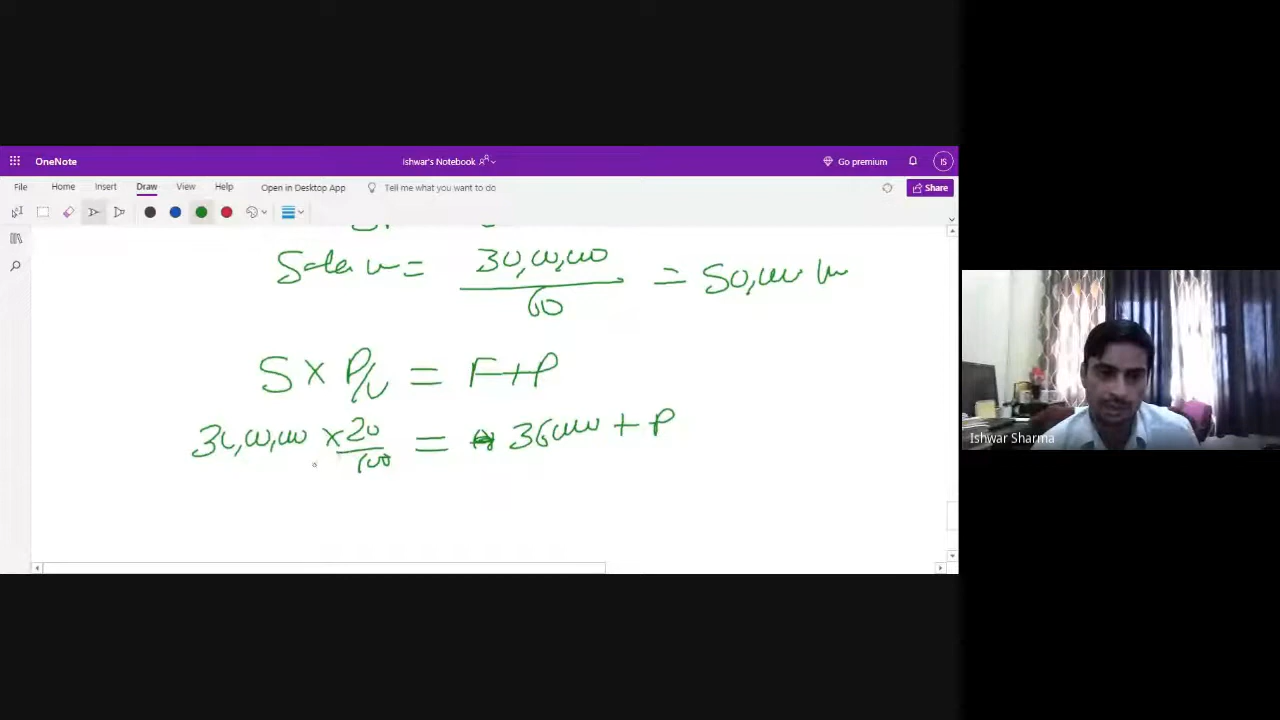 OneNote Ishwar's Notebook Go premium IS
File Home Insert Draw View Help Open in Desktop App Tell me what you want to do Share
= 30,00,000 / 60 = 50,000
S × P/V = F+P
30,00,000 × 20/100 = 36000 + P
Ishwar Sharma